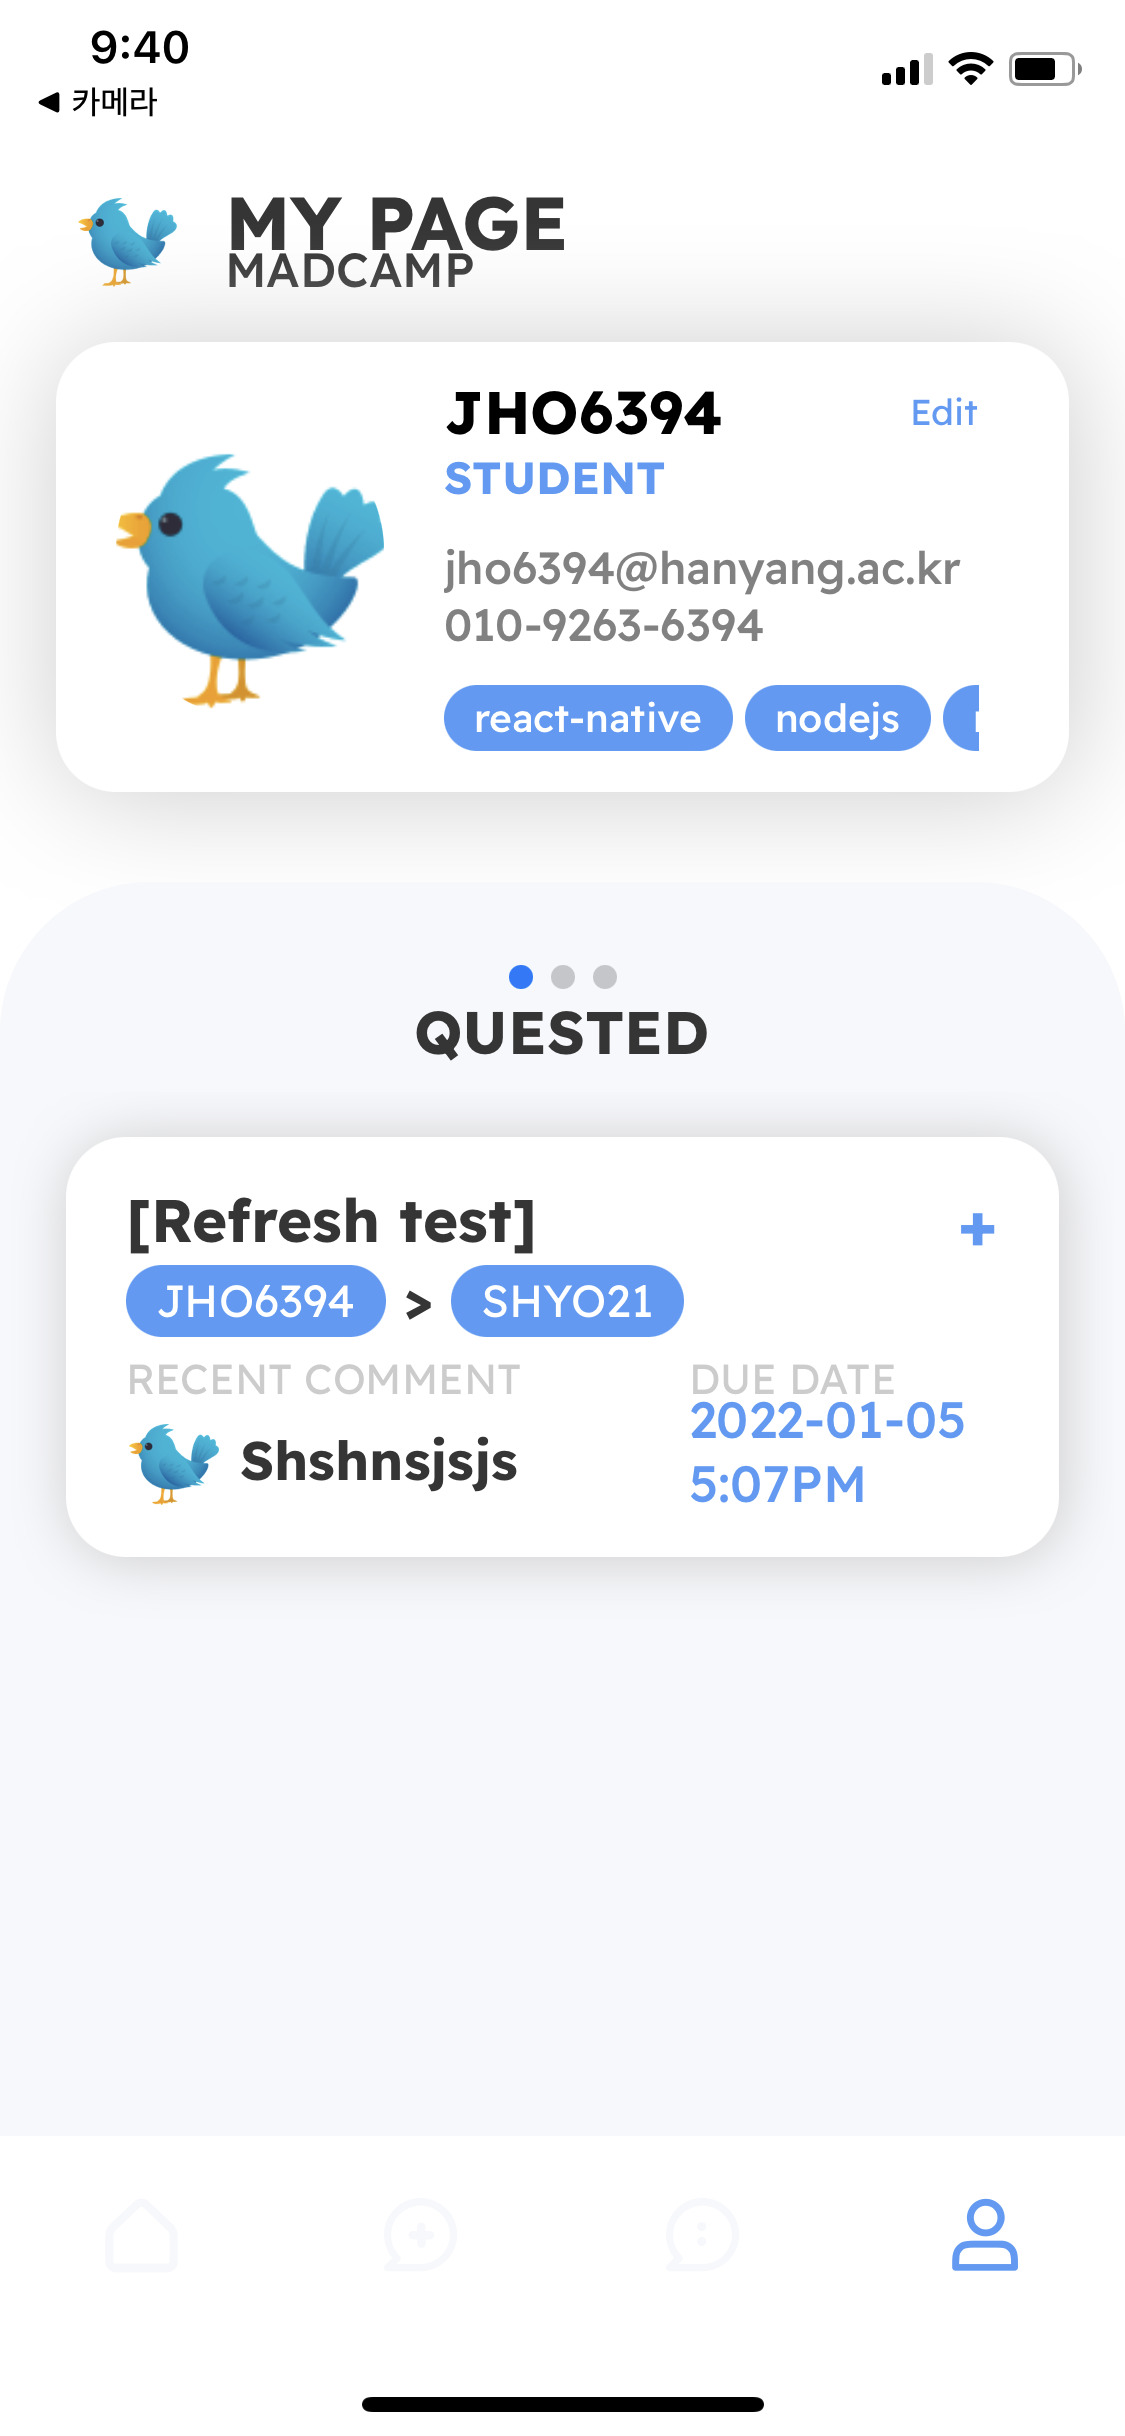 9:40
◀ 카메라
MY PAGE
MADCAMP
JHO6394
Edit
STUDENT
jho6394@hanyang.ac.kr
010-9263-6394
react-native nodejs
QUESTED
[Refresh test]
+
JHO6394 > SHYO21
RECENT COMMENT
DUE DATE
Shshnsjsjs
2022-01-05
5:07PM